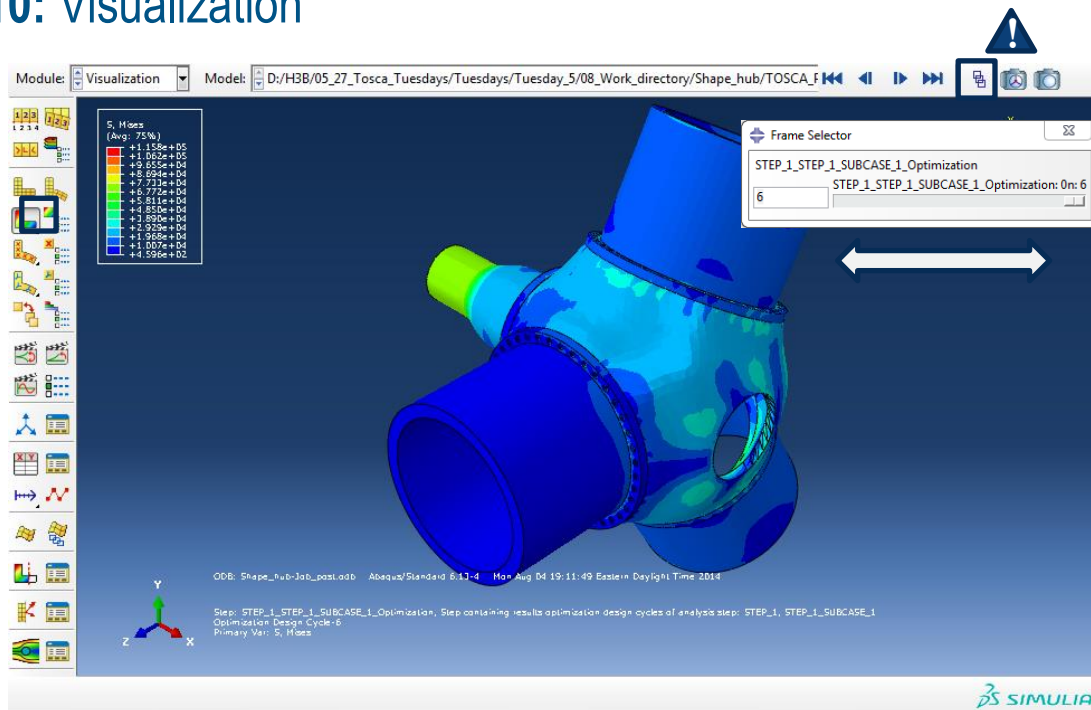 10: Visualization
Module: Visualization Model: D:/H3B/05_27_Tosca_Tuesdays/Tuesdays/Tuesday_5/08_Work_directory/Shape_hub/TOSCA_F
Frame Selector
STEP_1_STEP_1_SUBCASE_1_Optimization
STEP_1_STEP_1_SUBCASE_1_Optimization: 0n: 6
6
S, Mises
(Avg: 75%)
+1.158e+05
+1.062e+05
+9.655e+04
+8.694e+04
+7.733e+04
+6.772e+04
+5.811e+04
+4.850e+04
+3.890e+04
+2.929e+04
+1.968e+04
+1.007e+04
+4.596e+02
ODB: Shape_hub-Job_post.odb Abaqus/Standard 6.13-4 Mon Aug 04 19:11:49 Eastern Daylight Time 2014
Step: STEP_1_STEP_1_SUBCASE_1_Optimization, Step containing results optimization design cycles of analysis step: STEP_1, STEP_1_SUBCASE_1
Optimization Design Cycle-6
Primary Var: S, Mises
Y
Z
X
SIMULIA